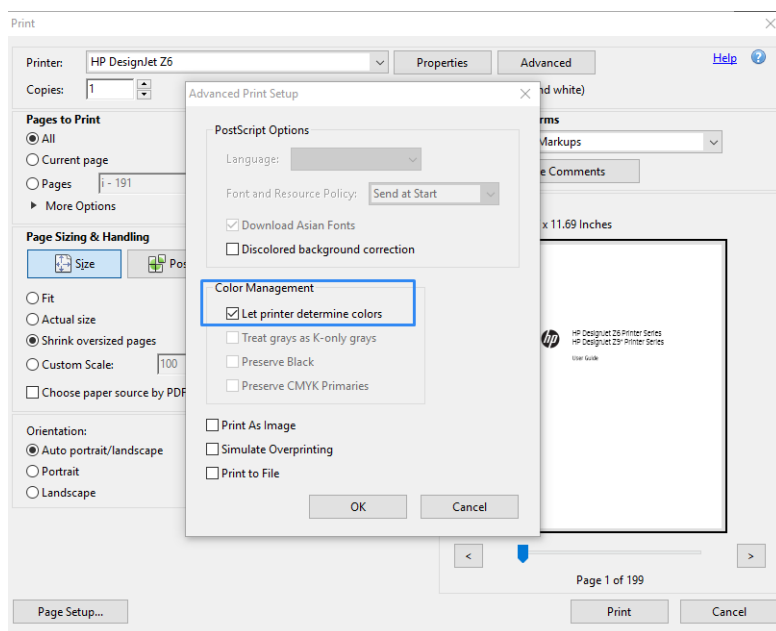 Print
Printer: HP DesignJet Z6 Properties Advanced Help ?
Copies: 1 nd white)
Advanced Print Setup
Pages to Print
All
Current page
Pages i - 191
More Options
Page Sizing & Handling
Size Pos
Fit
Actual size
Shrink oversized pages
Custom Scale: 100
Choose paper source by PDF
Orientation:
Auto portrait/landscape
Portrait
Landscape
PostScript Options
Language:
Font and Resource Policy: Send at Start
Download Asian Fonts
Discolored background correction
Color Management
Let printer determine colors
Treat grays as K-only grays
Preserve Black
Preserve CMYK Primaries
Print As Image
Simulate Overprinting
Print to File
OK Cancel
rms
Markups
e Comments
x 11.69 Inches
hp
HP DesignJet Z6 Printer Series
HP DesignJet Z9⁺ Printer Series
User Guide
< >
Page 1 of 199
Page Setup... Print Cancel